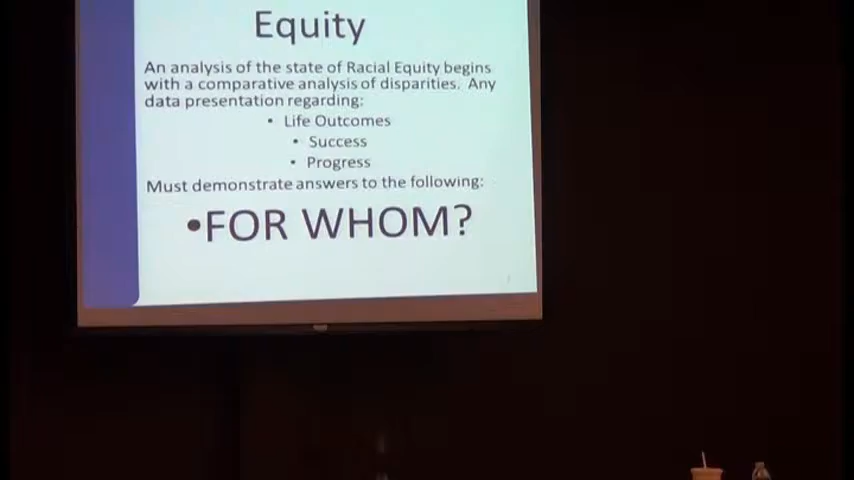 Equity
An analysis of the state of Racial Equity begins
with a comparative analysis of disparities. Any
data presentation regarding:
• Life Outcomes
• Success
• Progress
Must demonstrate answers to the following:
•FOR WHOM?